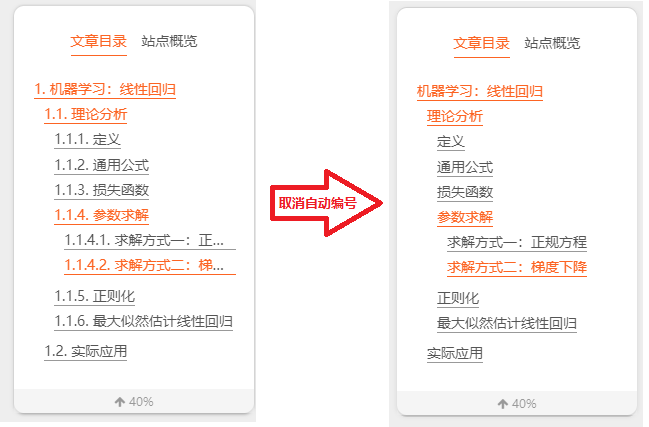 文章目录 站点概览
1. 机器学习：线性回归
1.1. 理论分析
1.1.1. 定义
1.1.2. 通用公式
1.1.3. 损失函数
1.1.4. 参数求解
1.1.4.1. 求解方式一：正...
1.1.4.2. 求解方式二：梯...
1.1.5. 正则化
1.1.6. 最大似然估计线性回归
1.2. 实际应用
40%
取消自动编号
文章目录 站点概览
机器学习：线性回归
理论分析
定义
通用公式
损失函数
参数求解
求解方式一：正规方程
求解方式二：梯度下降
正则化
最大似然估计线性回归
实际应用
40%